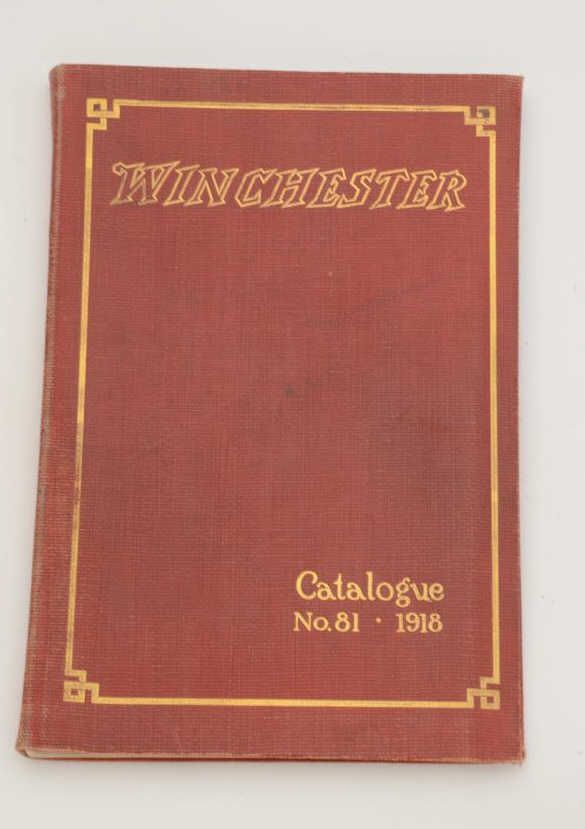 WINCHESTER
Catalogue
No. 81 · 1918